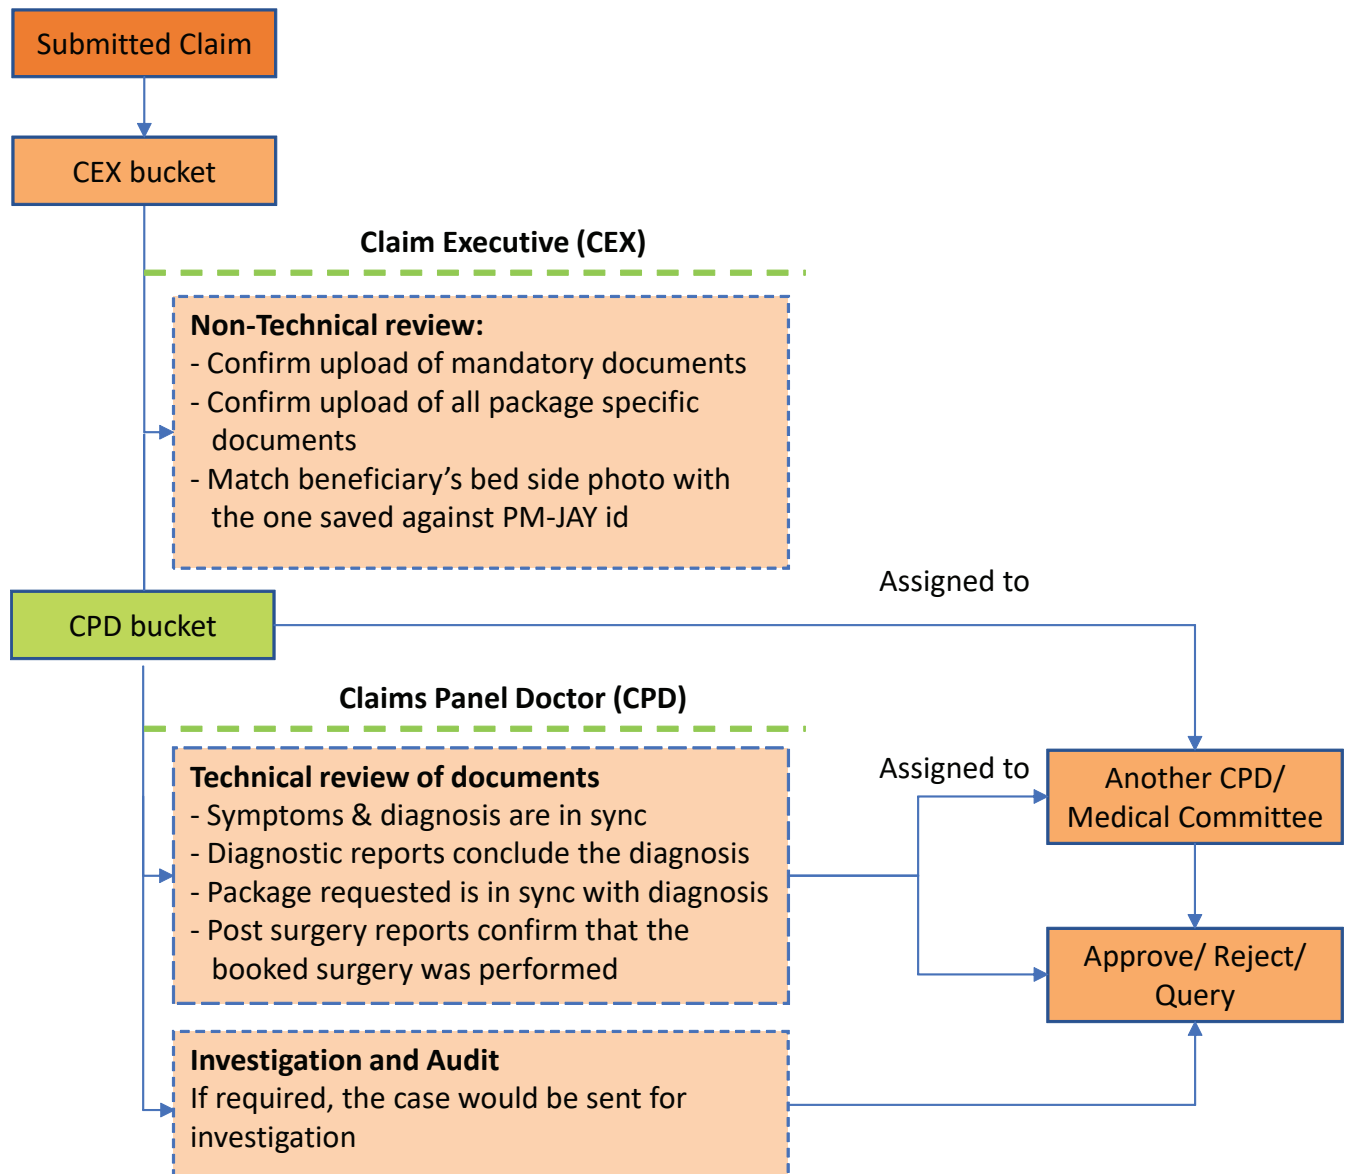 Submitted Claim
CEX bucket
Claim Executive (CEX)
Non-Technical review:
- Confirm upload of mandatory documents
- Confirm upload of all package specific
documents
- Match beneficiary’s bed side photo with
the one saved against PM-JAY id
Assigned to
CPD bucket
Claims Panel Doctor (CPD)
Technical review of documents
- Symptoms & diagnosis are in sync
- Diagnostic reports conclude the diagnosis
- Package requested is in sync with diagnosis
- Post surgery reports confirm that the
booked surgery was performed
Assigned to
Another CPD/
Medical Committee
Approve/ Reject/
Query
Investigation and Audit
If required, the case would be sent for
investigation